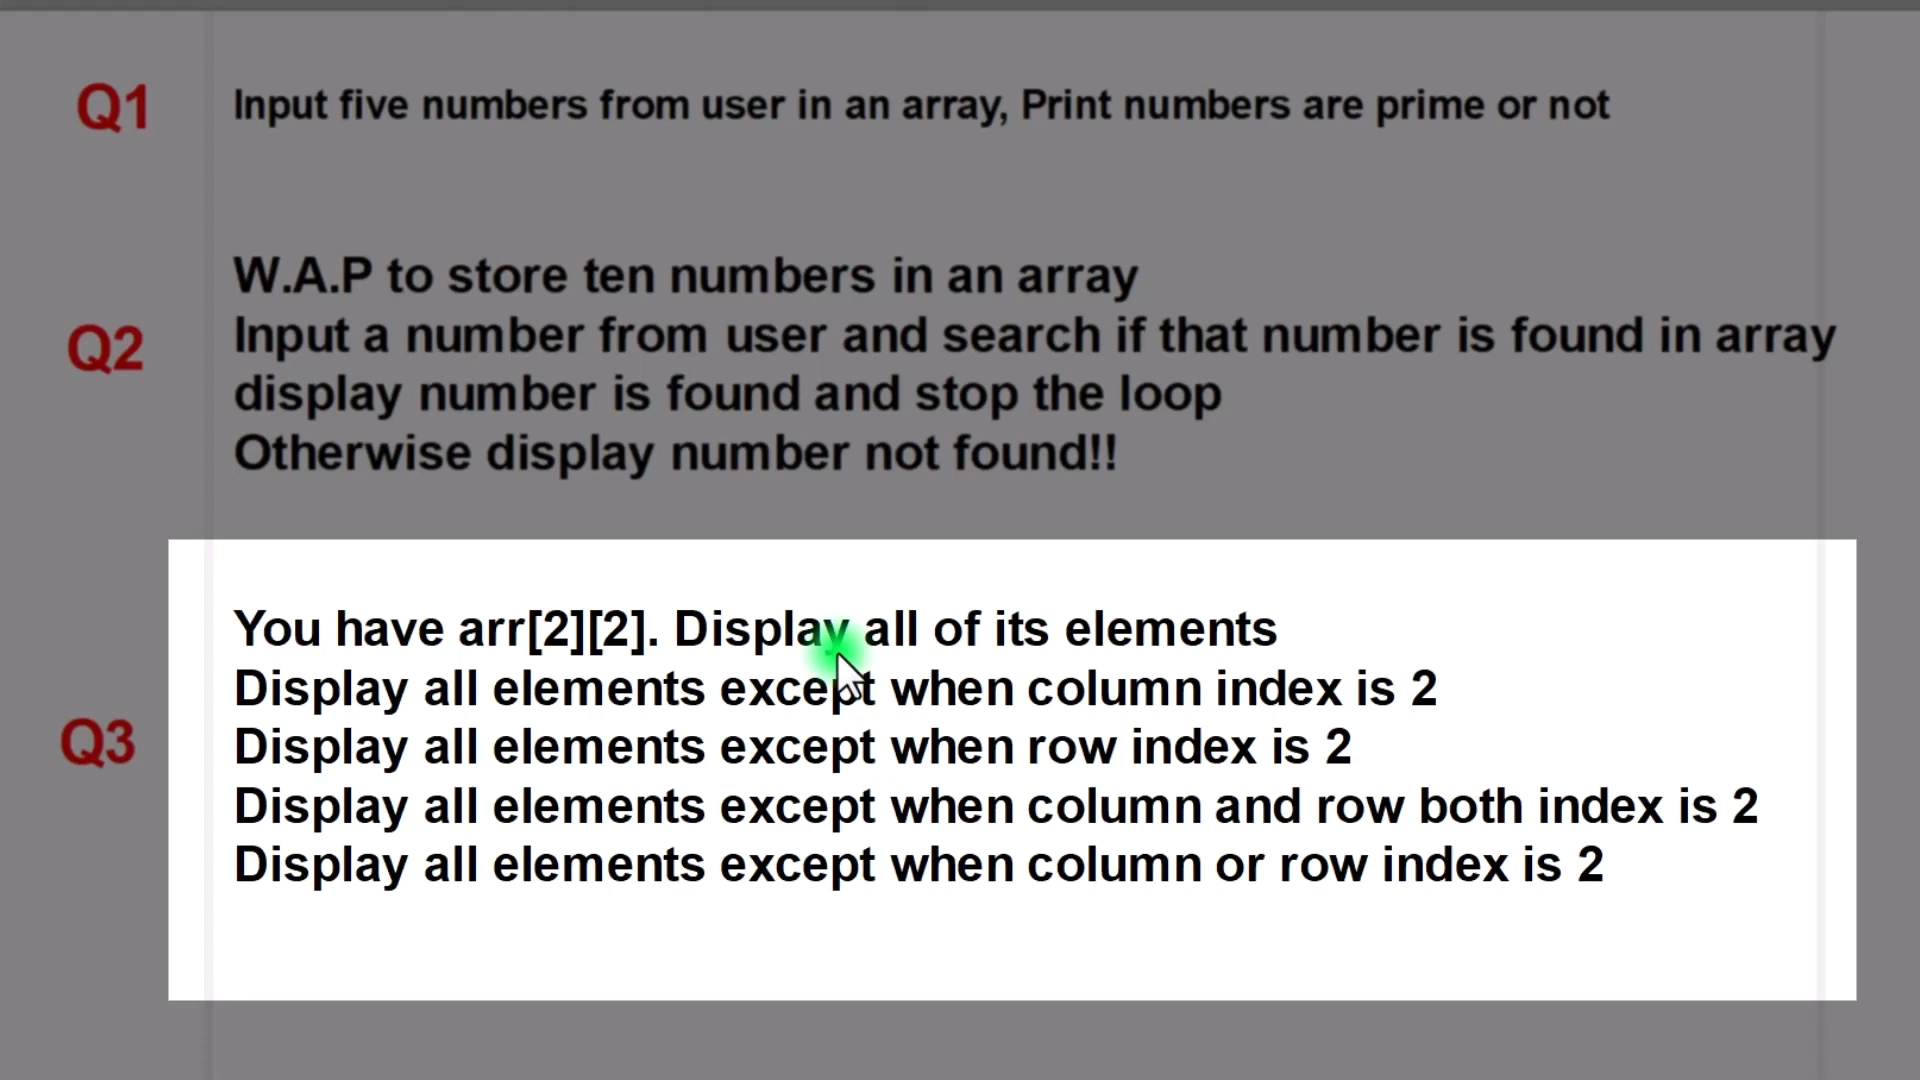 Q1
Input five numbers from user in an array, Print numbers are prime or not
Q2
W.A.P to store ten numbers in an array
Input a number from user and search if that number is found in array
display number is found and stop the loop
Otherwise display number not found!!
Q3
You have arr[2][2]. Display all of its elements
Display all elements except when column index is 2
Display all elements except when row index is 2
Display all elements except when column and row both index is 2
Display all elements except when column or row index is 2